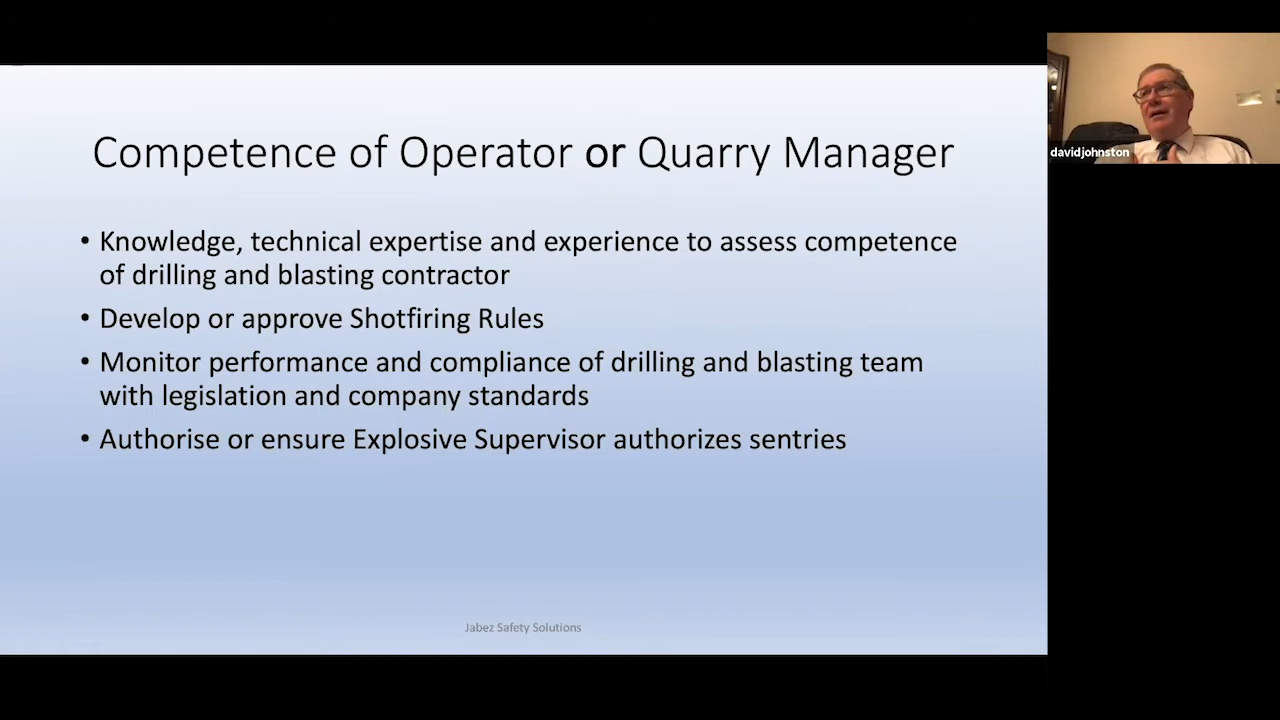 Competence of Operator or Quarry Manager
• Knowledge, technical expertise and experience to assess competence
of drilling and blasting contractor
• Develop or approve Shotfiring Rules
• Monitor performance and compliance of drilling and blasting team
with legislation and company standards
• Authorise or ensure Explosive Supervisor authorizes sentries
Jabez Safety Solutions
davidjohnston